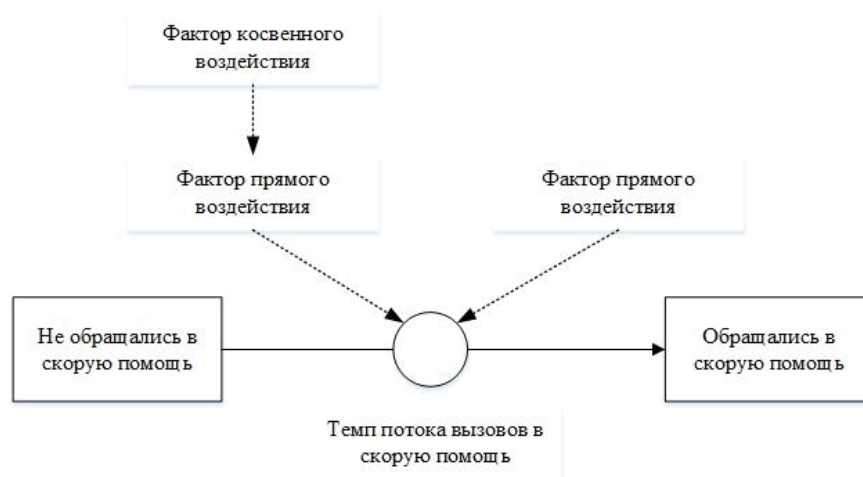 Фактор косвенного
воздействия
Фактор прямого
воздействия
Фактор прямого
воздействия
Не обращались в
скорую помощь
Обращались в
скорую помощь
Темп потока вызовов в
скорую помощь